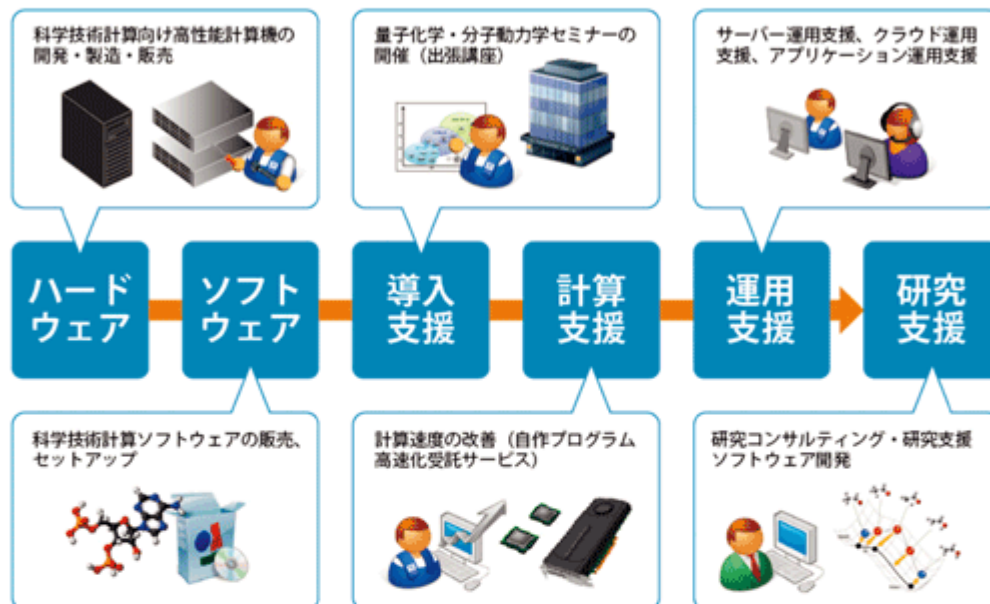 科学技術計算向け高性能計算機の
開発・製造・販売
量子化学・分子動力学セミナーの
開催（出張講座）
サーバー運用支援、クラウド運用
支援、アプリケーション運用支援
ハード
ウェア
ソフト
ウェア
導入
支援
計算
支援
運用
支援
研究
支援
科学技術計算ソフトウェアの販売、
セットアップ
計算速度の改善（自作プログラム
高速化受託サービス）
研究コンサルティング・研究支援
ソフトウェア開発